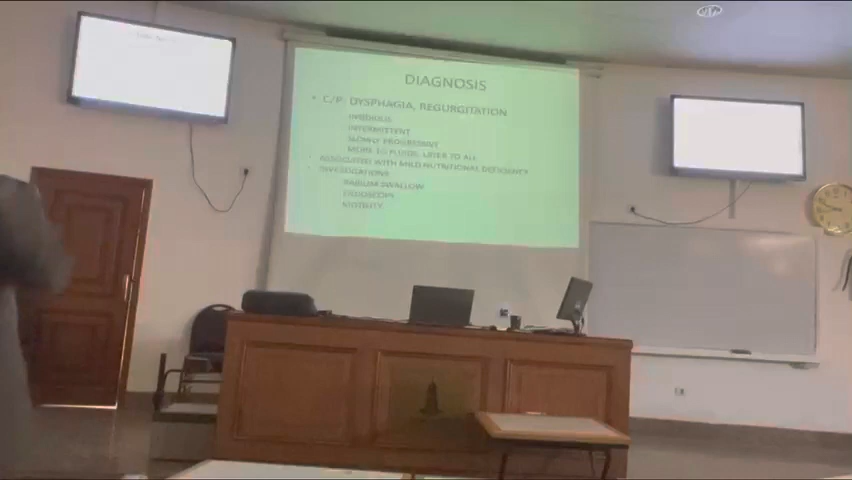 DIAGNOSIS
• C/P: DYSPHAGIA, REGURGITATION
INSIDIOUS
INTERMITTENT
SLOWLY PROGRESSIVE
MORE TO FLUIDS, LATER TO ALL
• ASSOCIATED WITH MILD NUTRITIONAL DEFICIENCY
• INVESTIGATIONS
BARIUM SWALLOW
ENDOSCOPY
MOTILITY